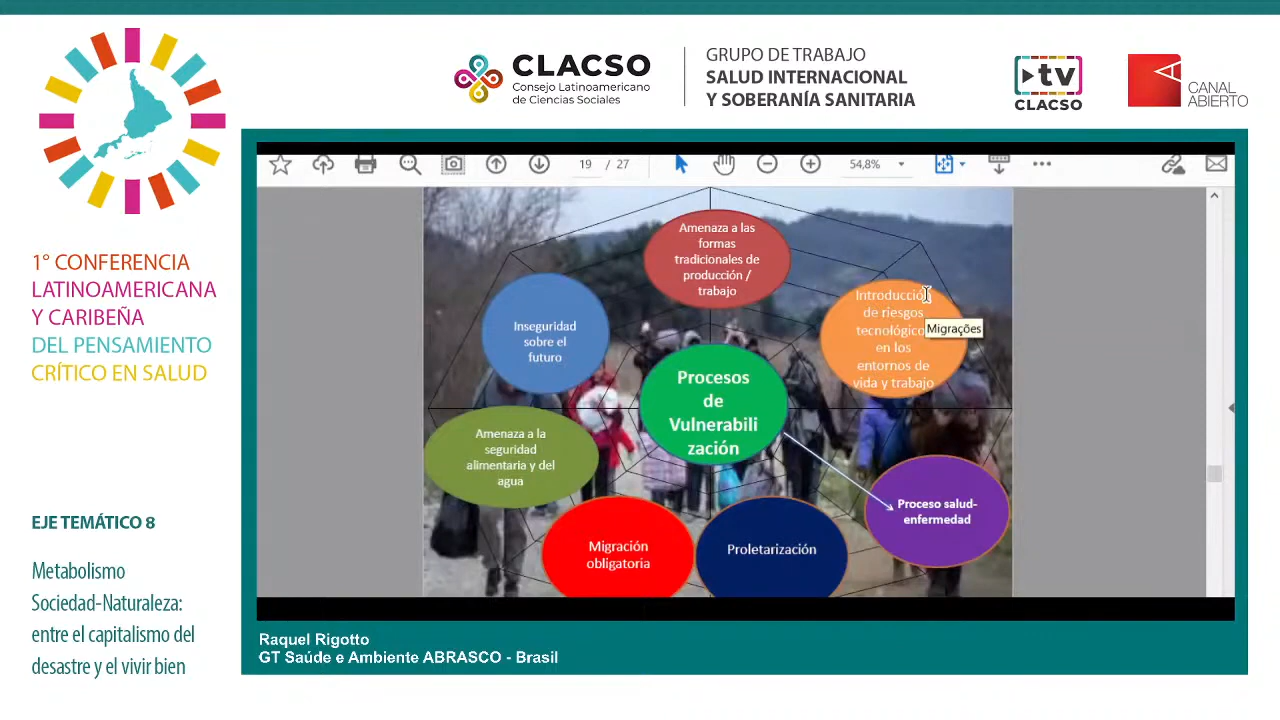 CLACSO
Consejo Latinoamericano
de Ciencias Sociales
GRUPO DE TRABAJO
SALUD INTERNACIONAL
Y SOBERANÍA SANITARIA
tv
CLACSO
CANAL
ABIERTO
1° CONFERENCIA
LATINOAMERICANA
Y CARIBEÑA
DEL PENSAMIENTO
CRÍTICO EN SALUD
EJE TEMÁTICO 8
Metabolismo
Sociedad-Naturaleza:
entre el capitalismo del
desastre y el vivir bien
19 / 27
54,8%
Amenaza a las
formas
tradicionales de
producción /
trabajo
Introducción
de riesgos
tecnológico
en los
entornos de
vida y trabajo
Migrações
Inseguridad
sobre el
futuro
Procesos
de
Vulnerabili
zación
Amenaza a la
seguridad
alimentaria y del
agua
Proceso salud-
enfermedad
Migración
obligatoria
Proletarización
Raquel Rigotto
GT Saúde e Ambiente ABRASCO - Brasil